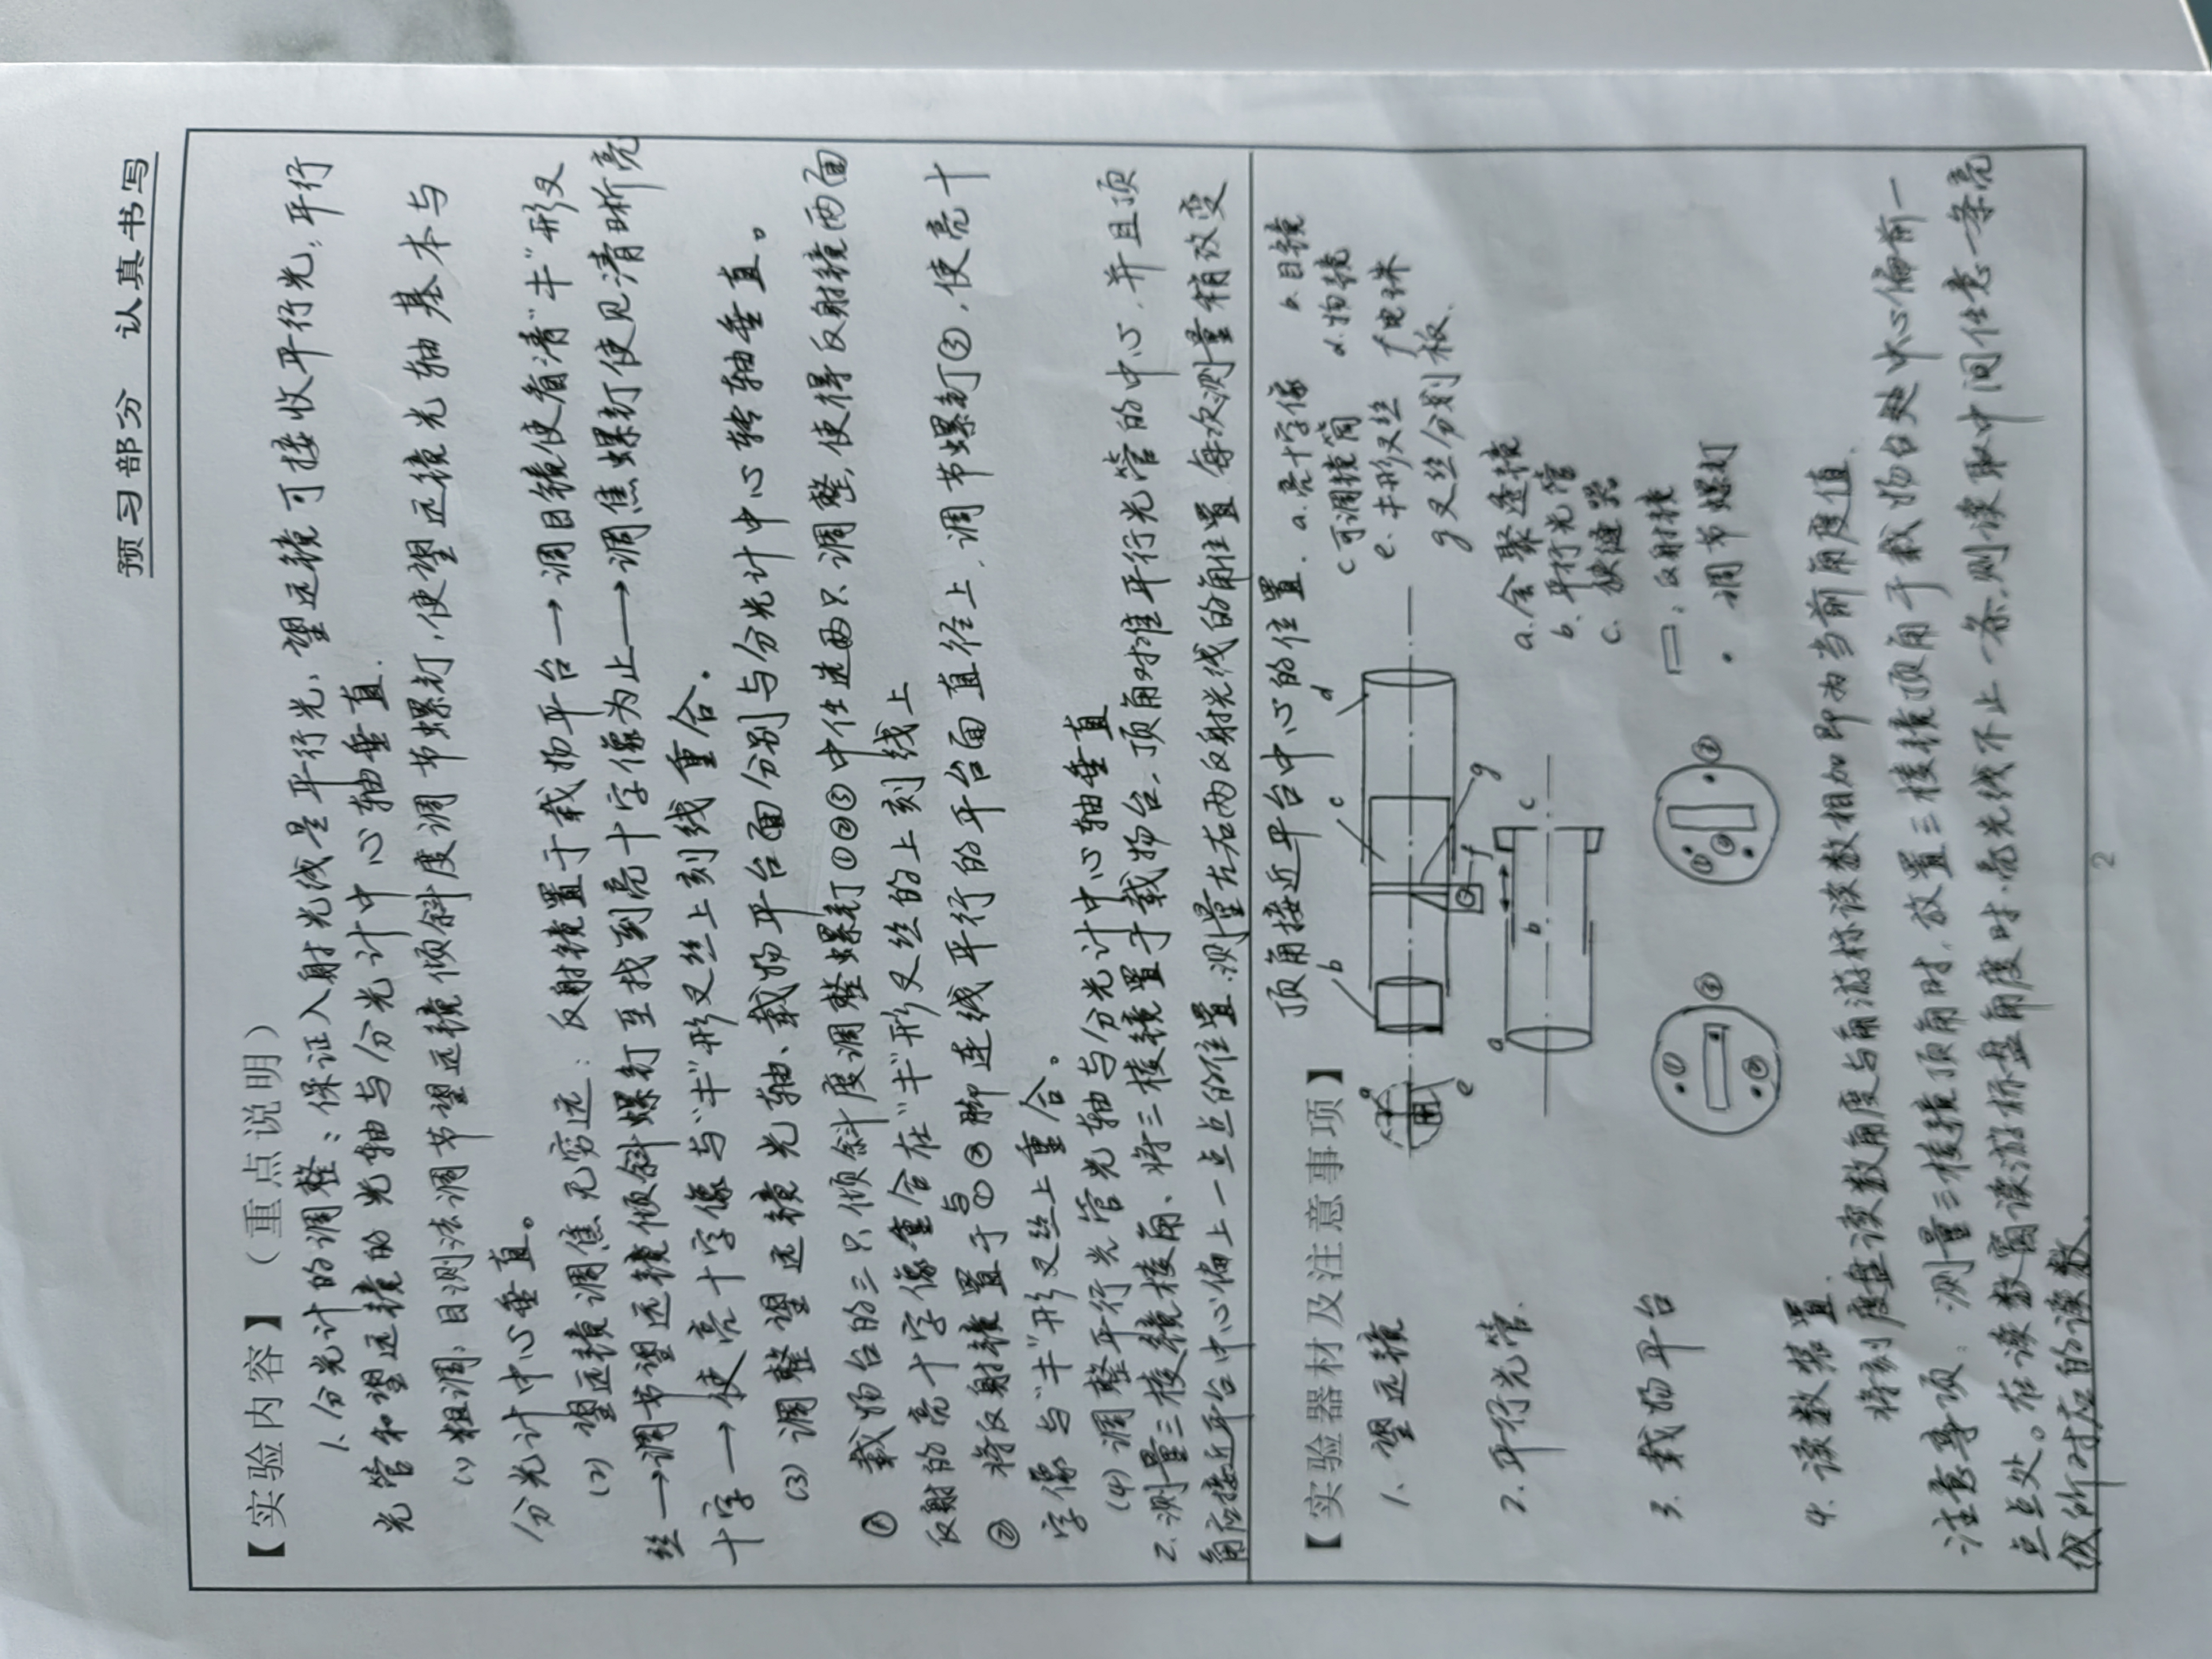 预习部分 认真书写
【实验内容】（重点说明）
1.分光计的调整：保证入射光线是平行光、望远镜可接收平行光，平行
光管和望远镜的光轴与分光计中心轴垂直.
(1)粗调：目测法调节望远镜倾斜度调节螺钉，使望远镜光轴基本与
分光计中心垂直。
(2) 望远镜调焦无穷远：反射镜置于载物平台→调目镜使看清"丰"形叉
丝→调节望远镜倾斜螺钉至找到亮十字像为止→调焦螺钉使见清晰亮
十字→使亮十字像与"丰"形叉丝上刻线重合.
(3) 调整望远镜光轴、载物平台面分别与分光计中心转轴垂直。
① 载物台的三只倾斜度调整螺钉①②③中任选两只调整，使得反射镜两面
反射的亮十字像重合在"丰"形叉丝的上刻线上
② 将反射镜置于与①②脚连线平行的平台面直径上，调节螺钉③，使亮十
字像与"丰"形叉丝上重合。
(4) 调整平行光管光轴与分光计中心轴垂直
2.测量三棱镜棱角、将三棱镜置于载物台，顶角对准平行光管的中心，并且顶
角应接近平台中心偏上一点点的位置.测量左右两反射光线的角位置 每次测量稍改变
顶角接近平台中心的位置.
【实验器材及注意事项】
1. 望远镜
a b c d e f g
a.亮十字像 b.目镜
c可调镜筒 d.物镜
e.丰形叉丝 f电珠
g叉丝分划板.
2.平行光管.
a b c
a.会聚透镜
b.平行光管
c. 狭缝器
3.载物平台
① ② ③
① ② ③
：反射镜
· 调节螺钉
4.读数装置.
将刻度盘读数角度与角游标读数相加即为当前角度值.
注意事项：测量三棱镜顶角时，放置三棱镜顶角于载物台处中心偏前一
点点处。在读数窗读游标盘角度时，亮光线不止一条，则读取中间任意一条亮
线所对应的读数.
2